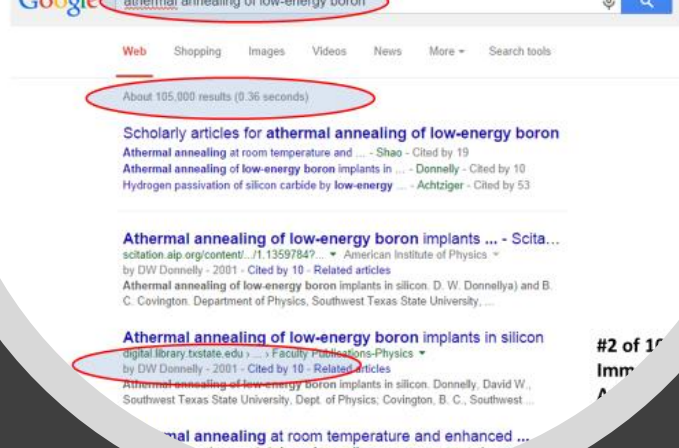 Google athermal annealing of low-energy boron
Web Shopping Images Videos News More Search tools
About 105,000 results (0.36 seconds)
Scholarly articles for athermal annealing of low-energy boron
Athermal annealing at room temperature and ... - Shao - Cited by 19
Athermal annealing of low-energy boron implants in ... - Donnelly - Cited by 10
Hydrogen passivation of silicon carbide by low-energy ... - Achtziger - Cited by 53
Athermal annealing of low-energy boron implants ... - Scita...
scitation.aip.org/content/.../1.1359784?... American Institute of Physics
by DW Donnelly - 2001 - Cited by 10 - Related articles
Athermal annealing of low-energy boron implants in silicon. D. W. Donnellya) and B.
C. Covington. Department of Physics, Southwest Texas State University, ...
Athermal annealing of low-energy boron implants in silicon
digital.library.txstate.edu › ... › Faculty Publications-Physics
by DW Donnelly - 2001 - Cited by 10 - Related articles
Athermal annealing of low-energy boron implants in silicon. Donnelly, David W.,
Southwest Texas State University, Dept. of Physics; Covington, B. C., Southwest ...
#2 of
annealing at room temperature and enhanced ...